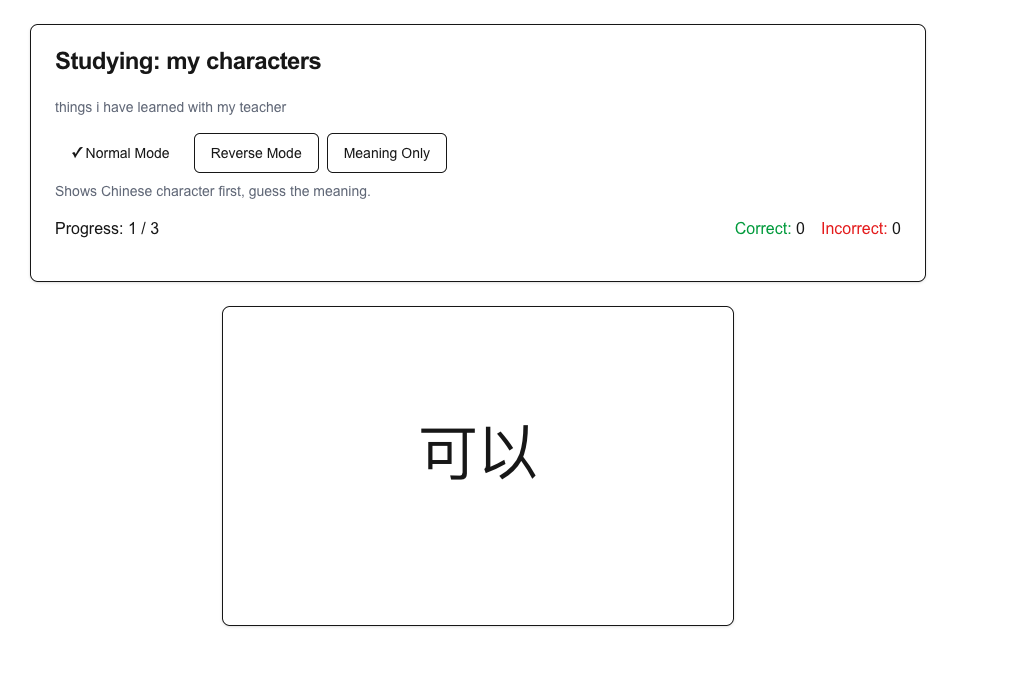 Studying: my characters
things i have learned with my teacher
✓Normal Mode Reverse Mode Meaning Only
Shows Chinese character first, guess the meaning.
Progress: 1 / 3 Correct: 0 Incorrect: 0
可以